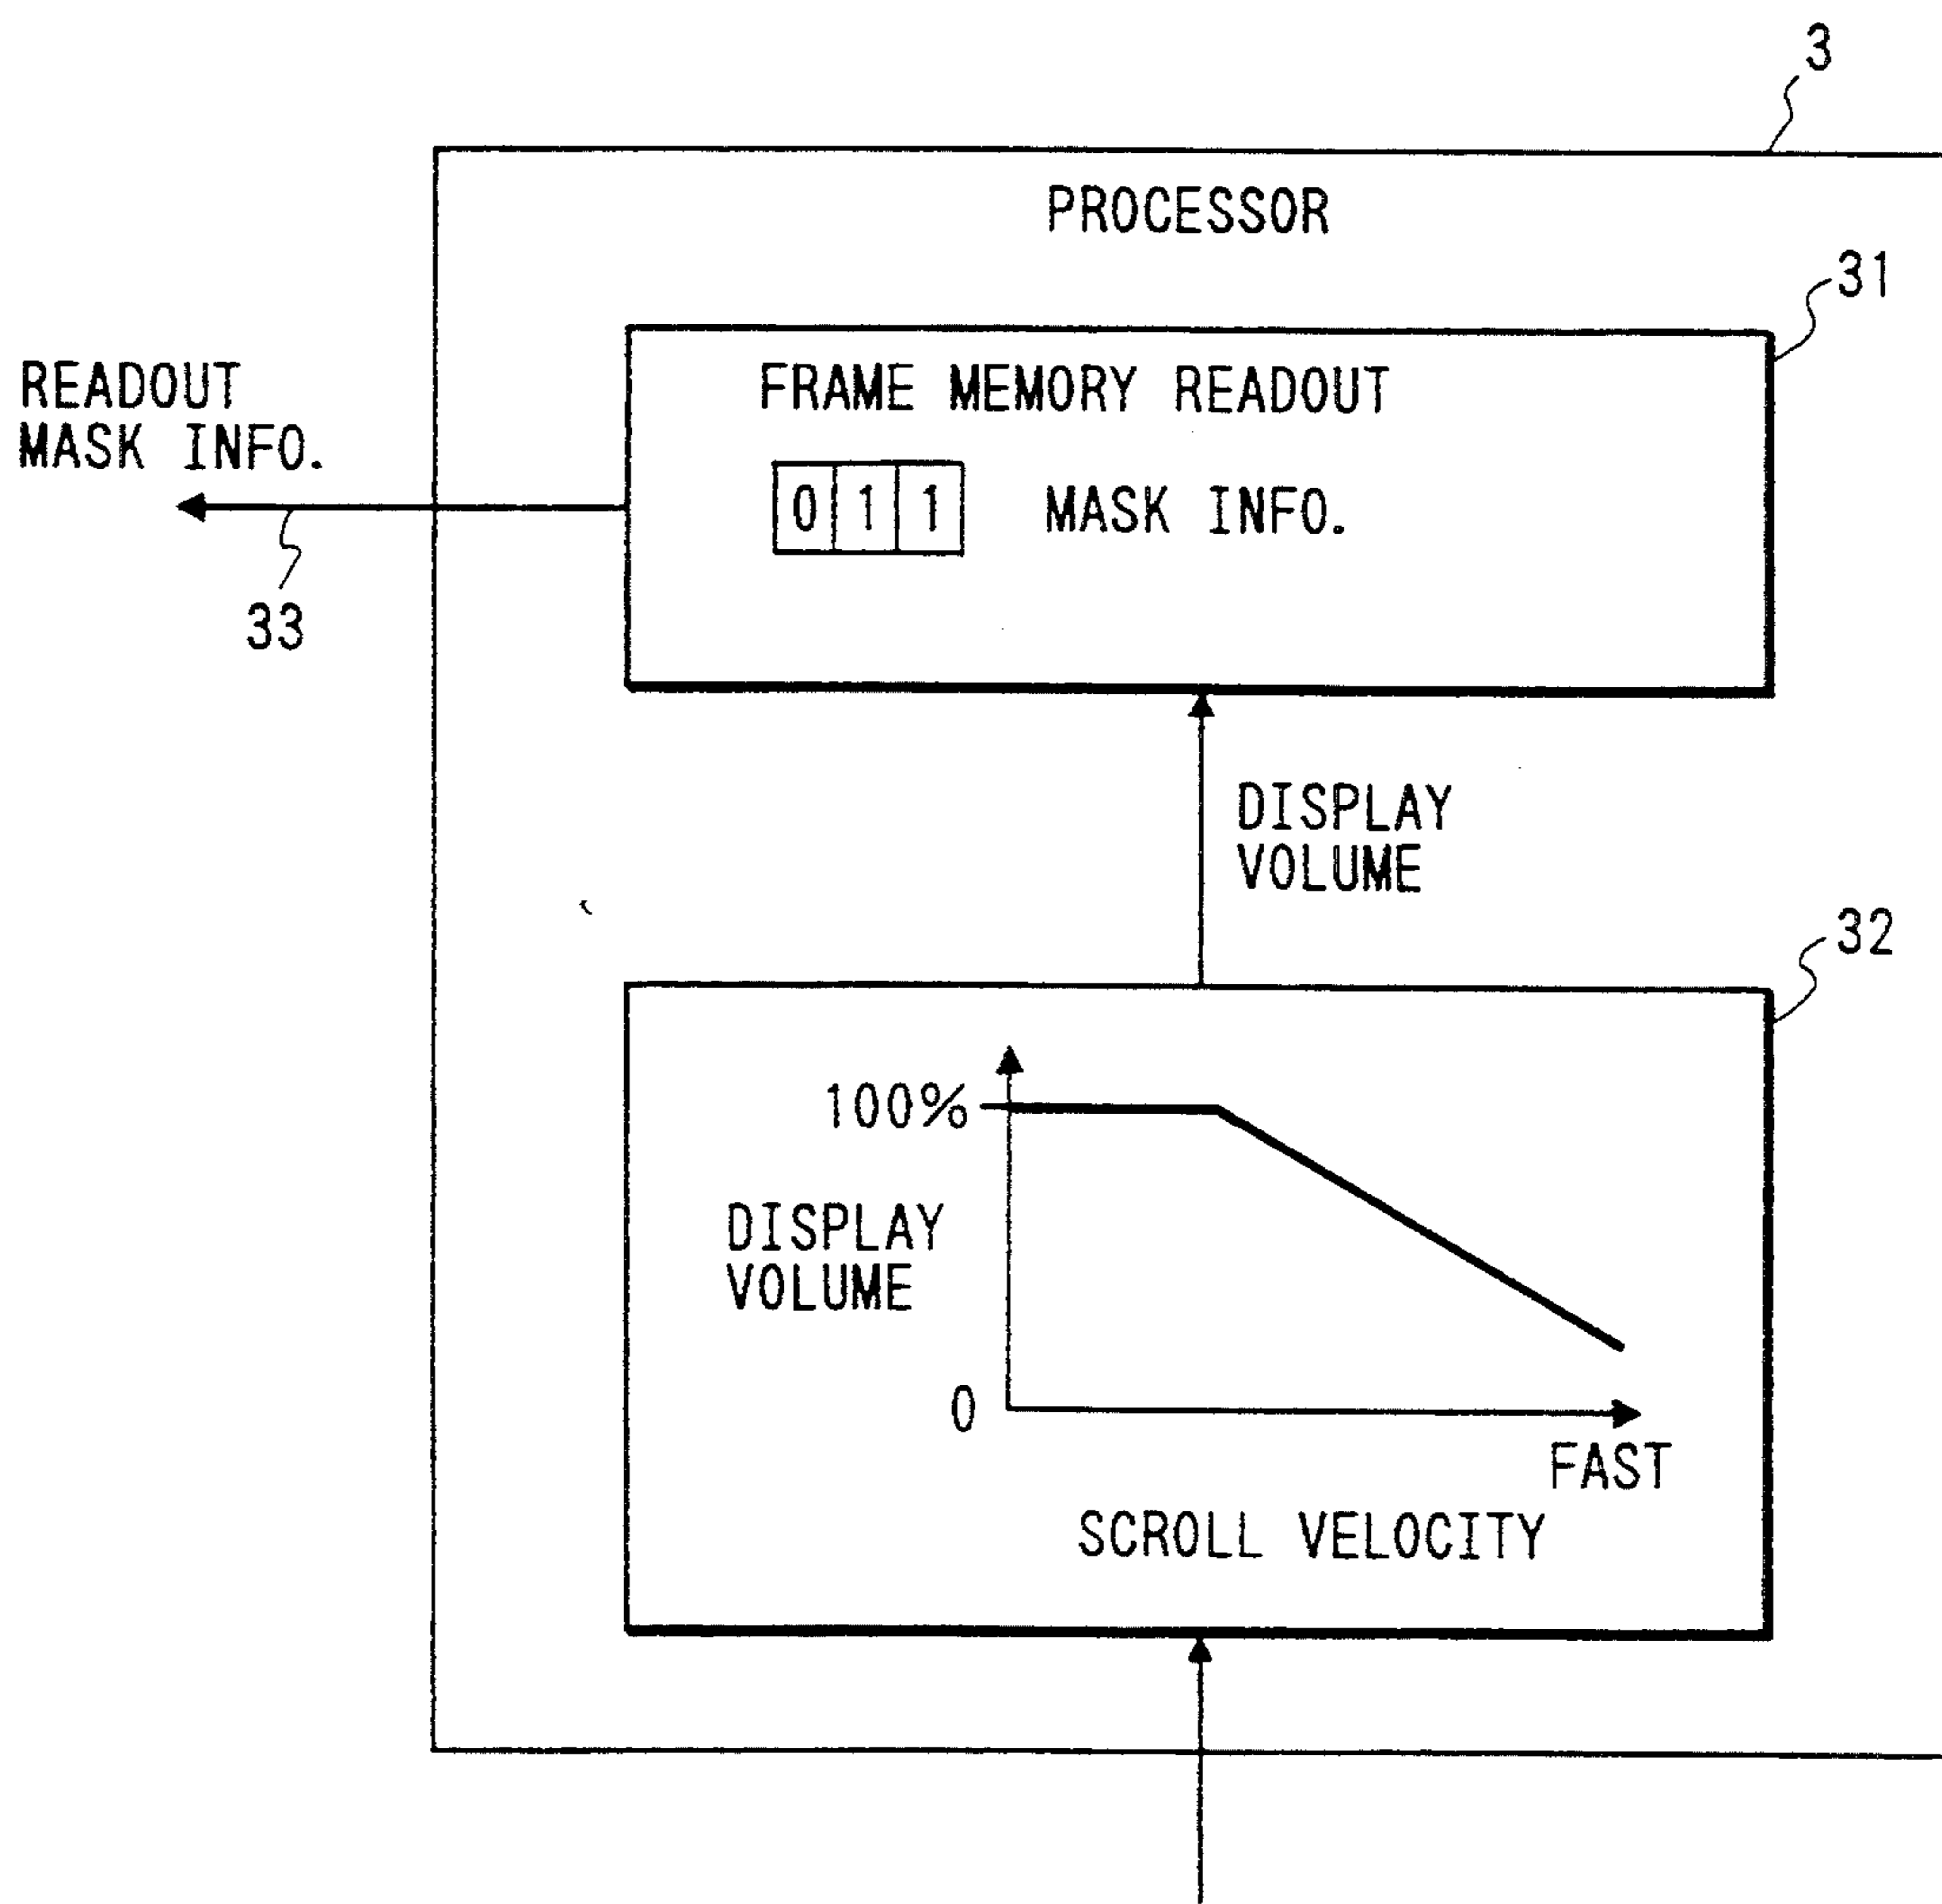 3
PROCESSOR
31
READOUT
MASK INFO.
FRAME MEMORY READOUT
0 1 1 MASK INFO.
33
DISPLAY
VOLUME
32
100%
DISPLAY
VOLUME
0
FAST
SCROLL VELOCITY